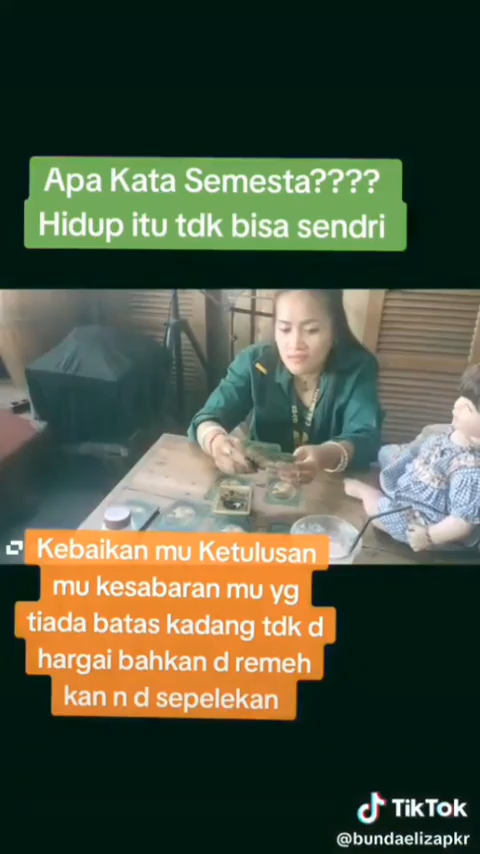 Apa Kata Semesta????
Hidup itu tdk bisa sendri
Kebaikan mu Ketulusan
mu kesabaran mu yg
tiada batas kadang tdk d
hargai bahkan d remeh
kan n d sepelekan
TikTok
@bundaelizapkr